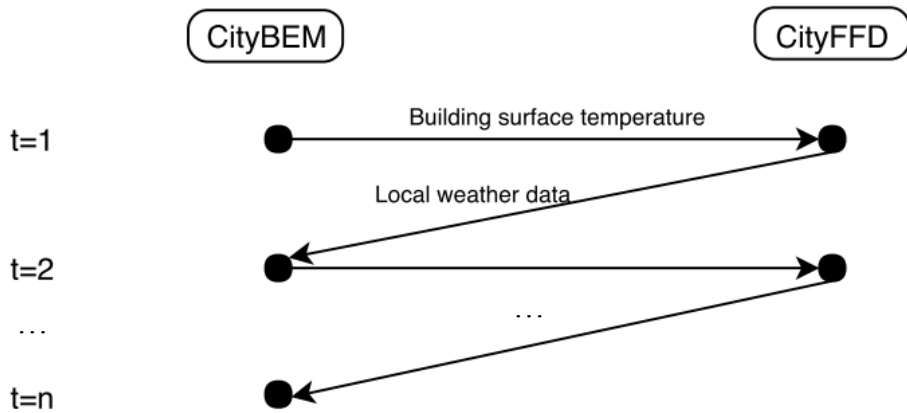 CityBEM
CityFFD
t=1
Building surface temperature
Local weather data
t=2
...
...
t=n